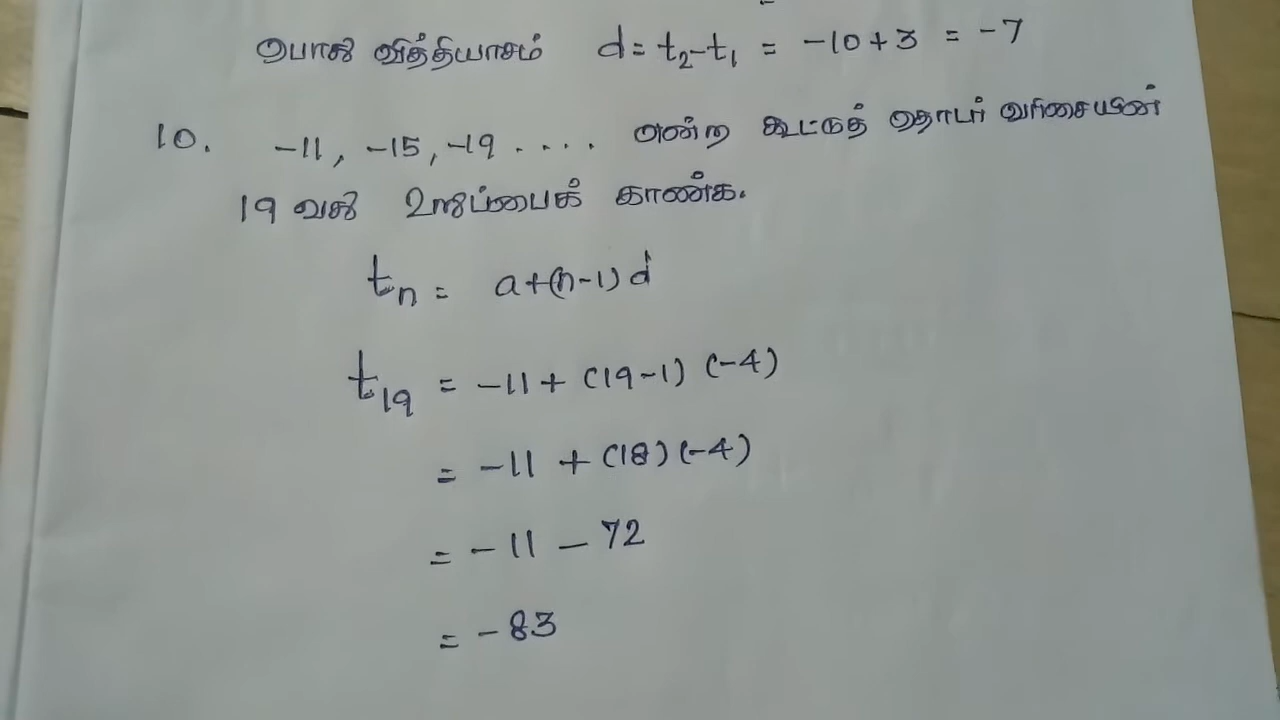 பொது வித்தியாசம் d = t₂-t₁ = -10+3 = -7
10. -11, -15, -19 .... என்ற கூட்டுத் தொடர் வரிசையின்
19 வது உறுப்பைக் காண்க.
tₙ = a+(n-1) d
t₁₉ = -11 + (19-1) (-4)
= -11 + (18) (-4)
= -11 - 72
= -83